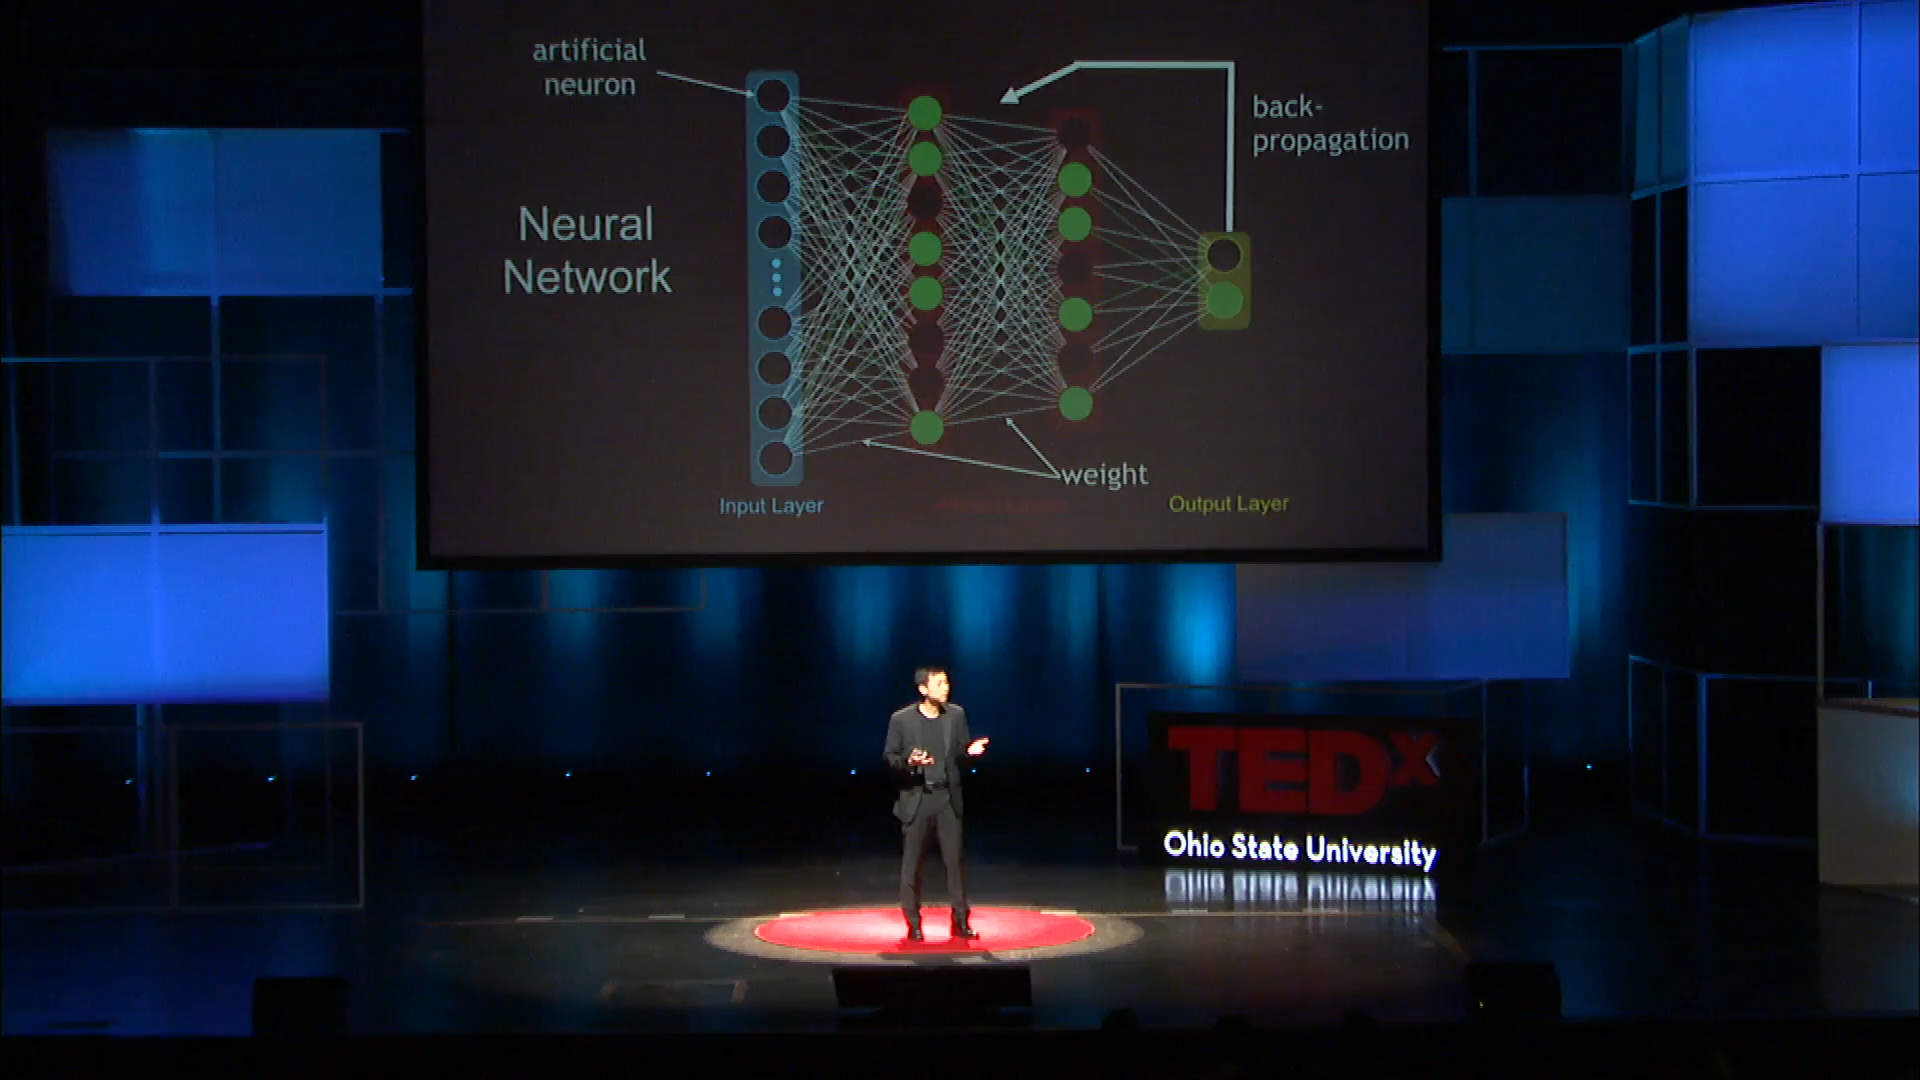 artificial
neuron
back-
propagation
Neural
Network
weight
Input Layer
Output Layer
TEDx
Ohio State University